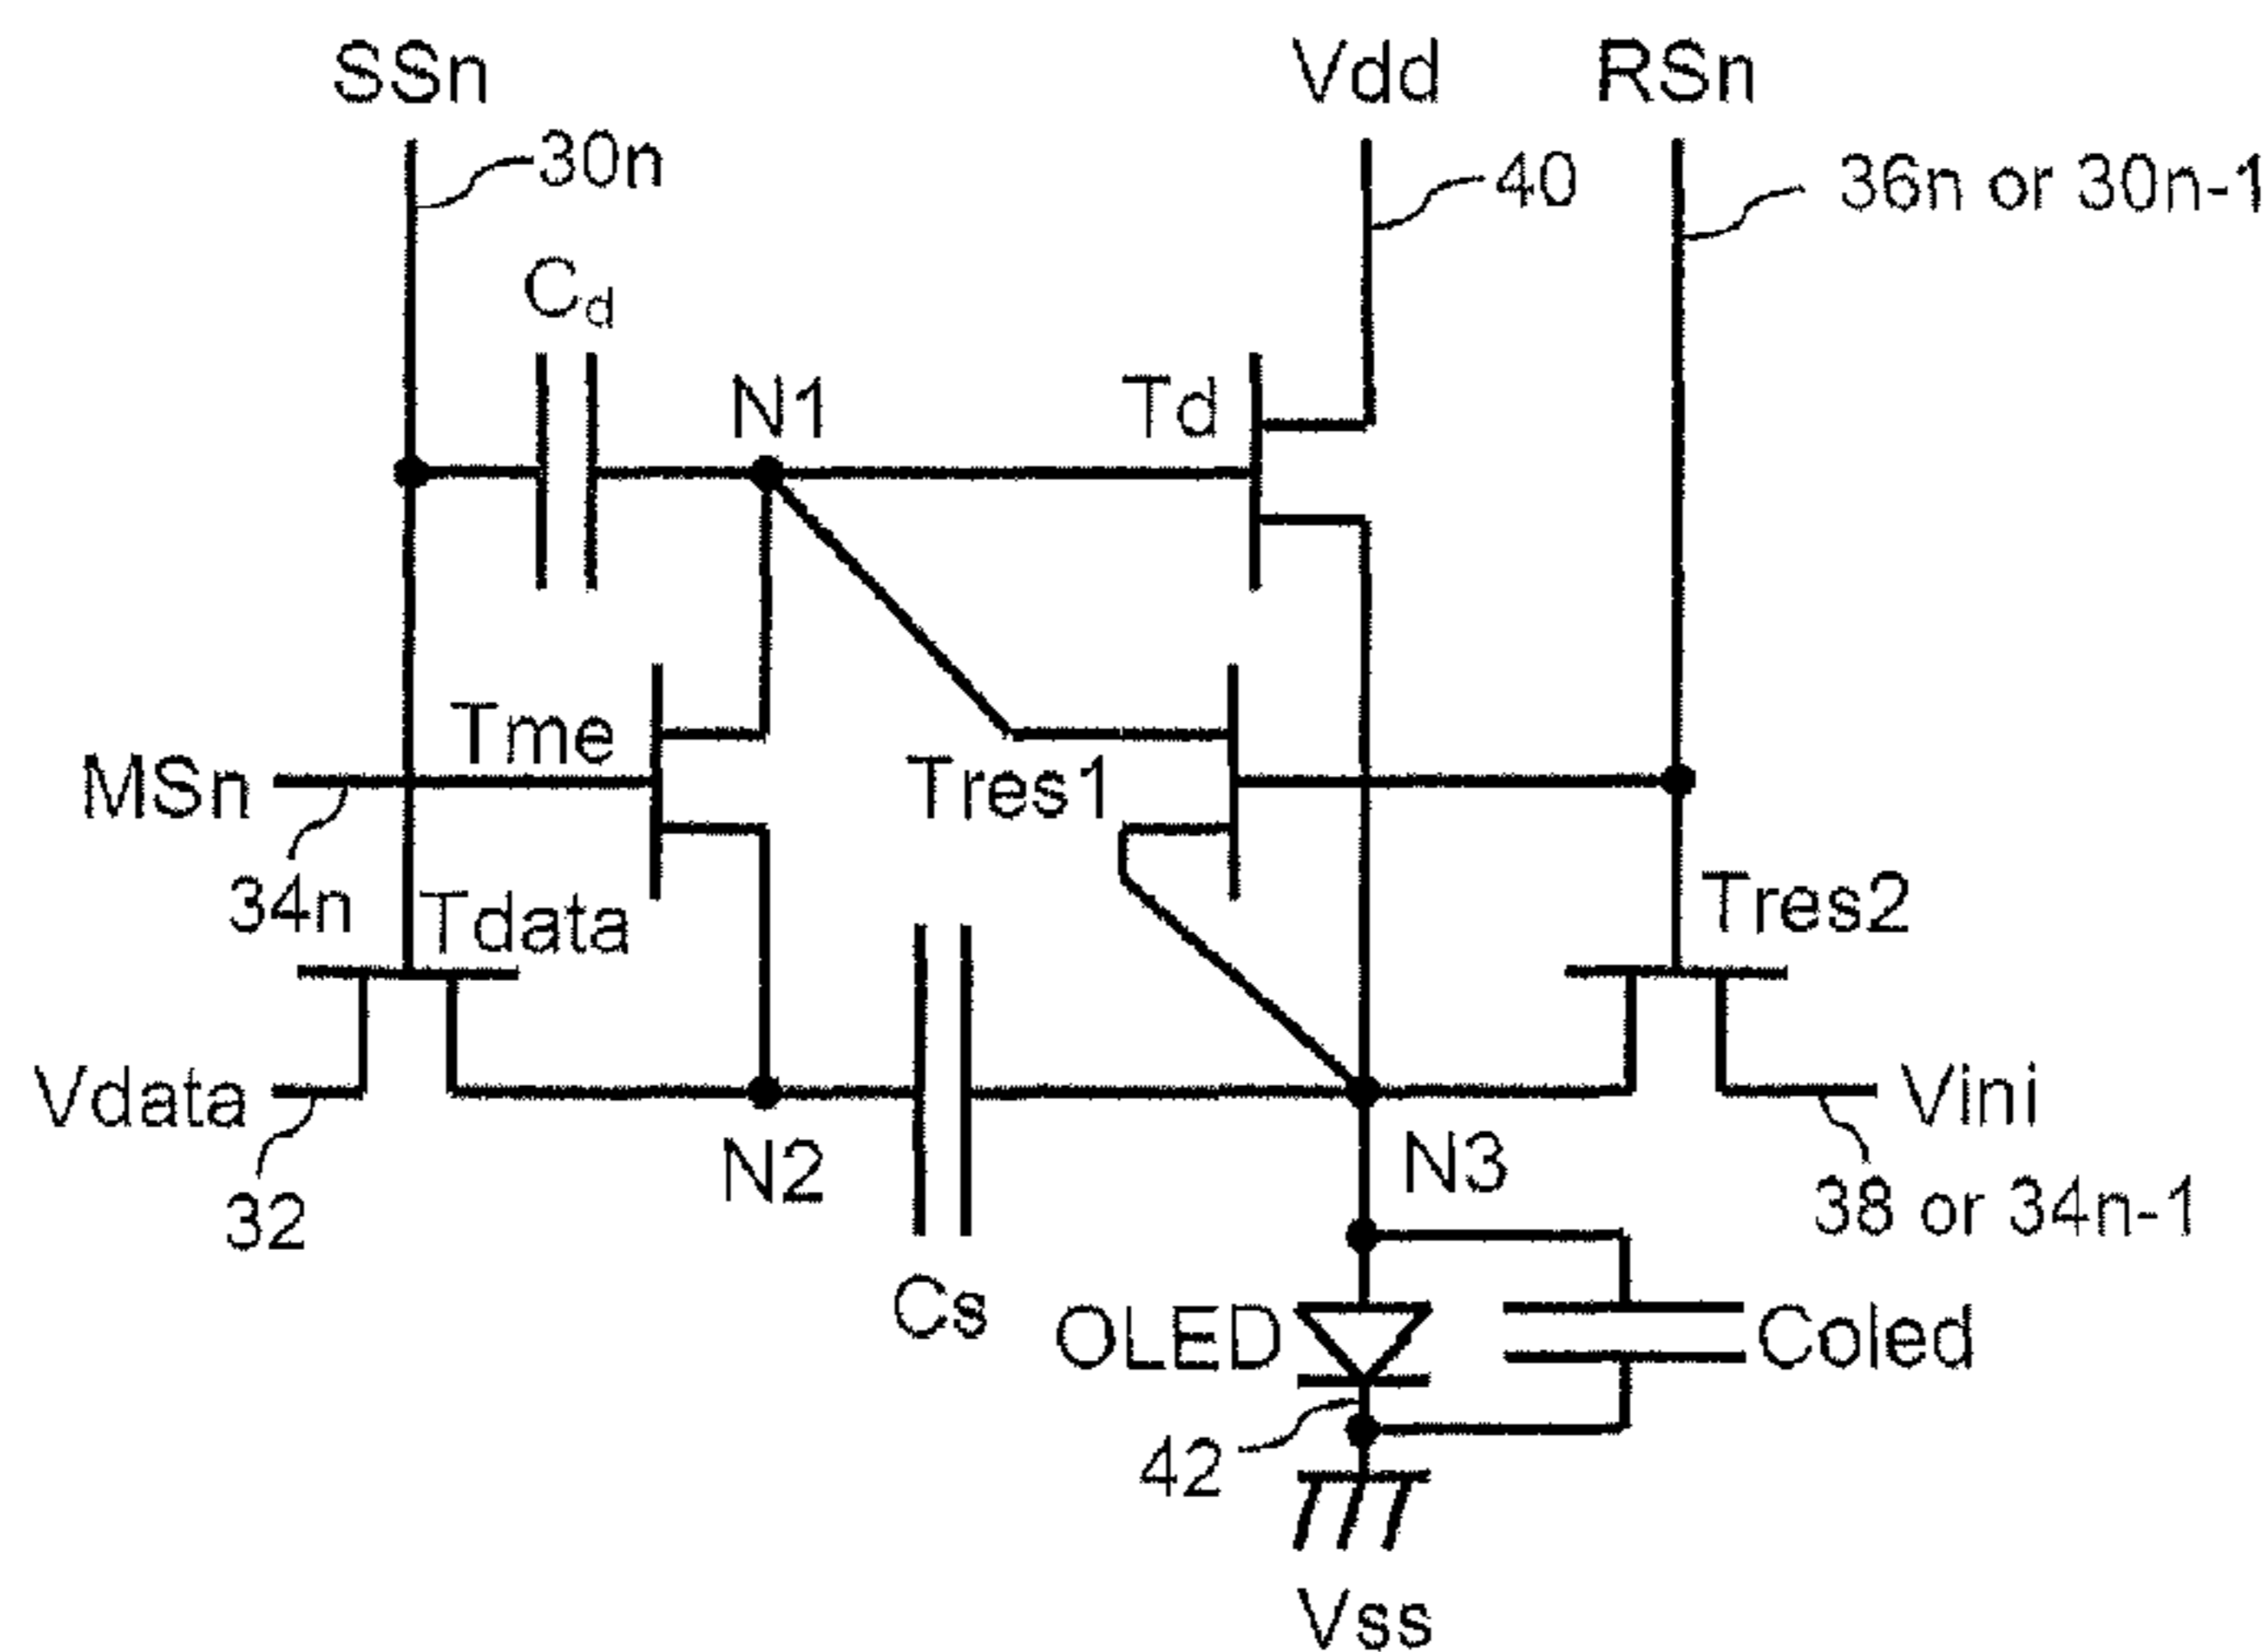 SSn
Vdd
RSn
30n
40
36n or 30n-1
Cd
N1
Td
Tme
MSn
Tres1
34n
Tdata
Tres2
Vdata
Vini
N2
N3
32
38 or 34n-1
Cs
OLED
Coled
42
Vss